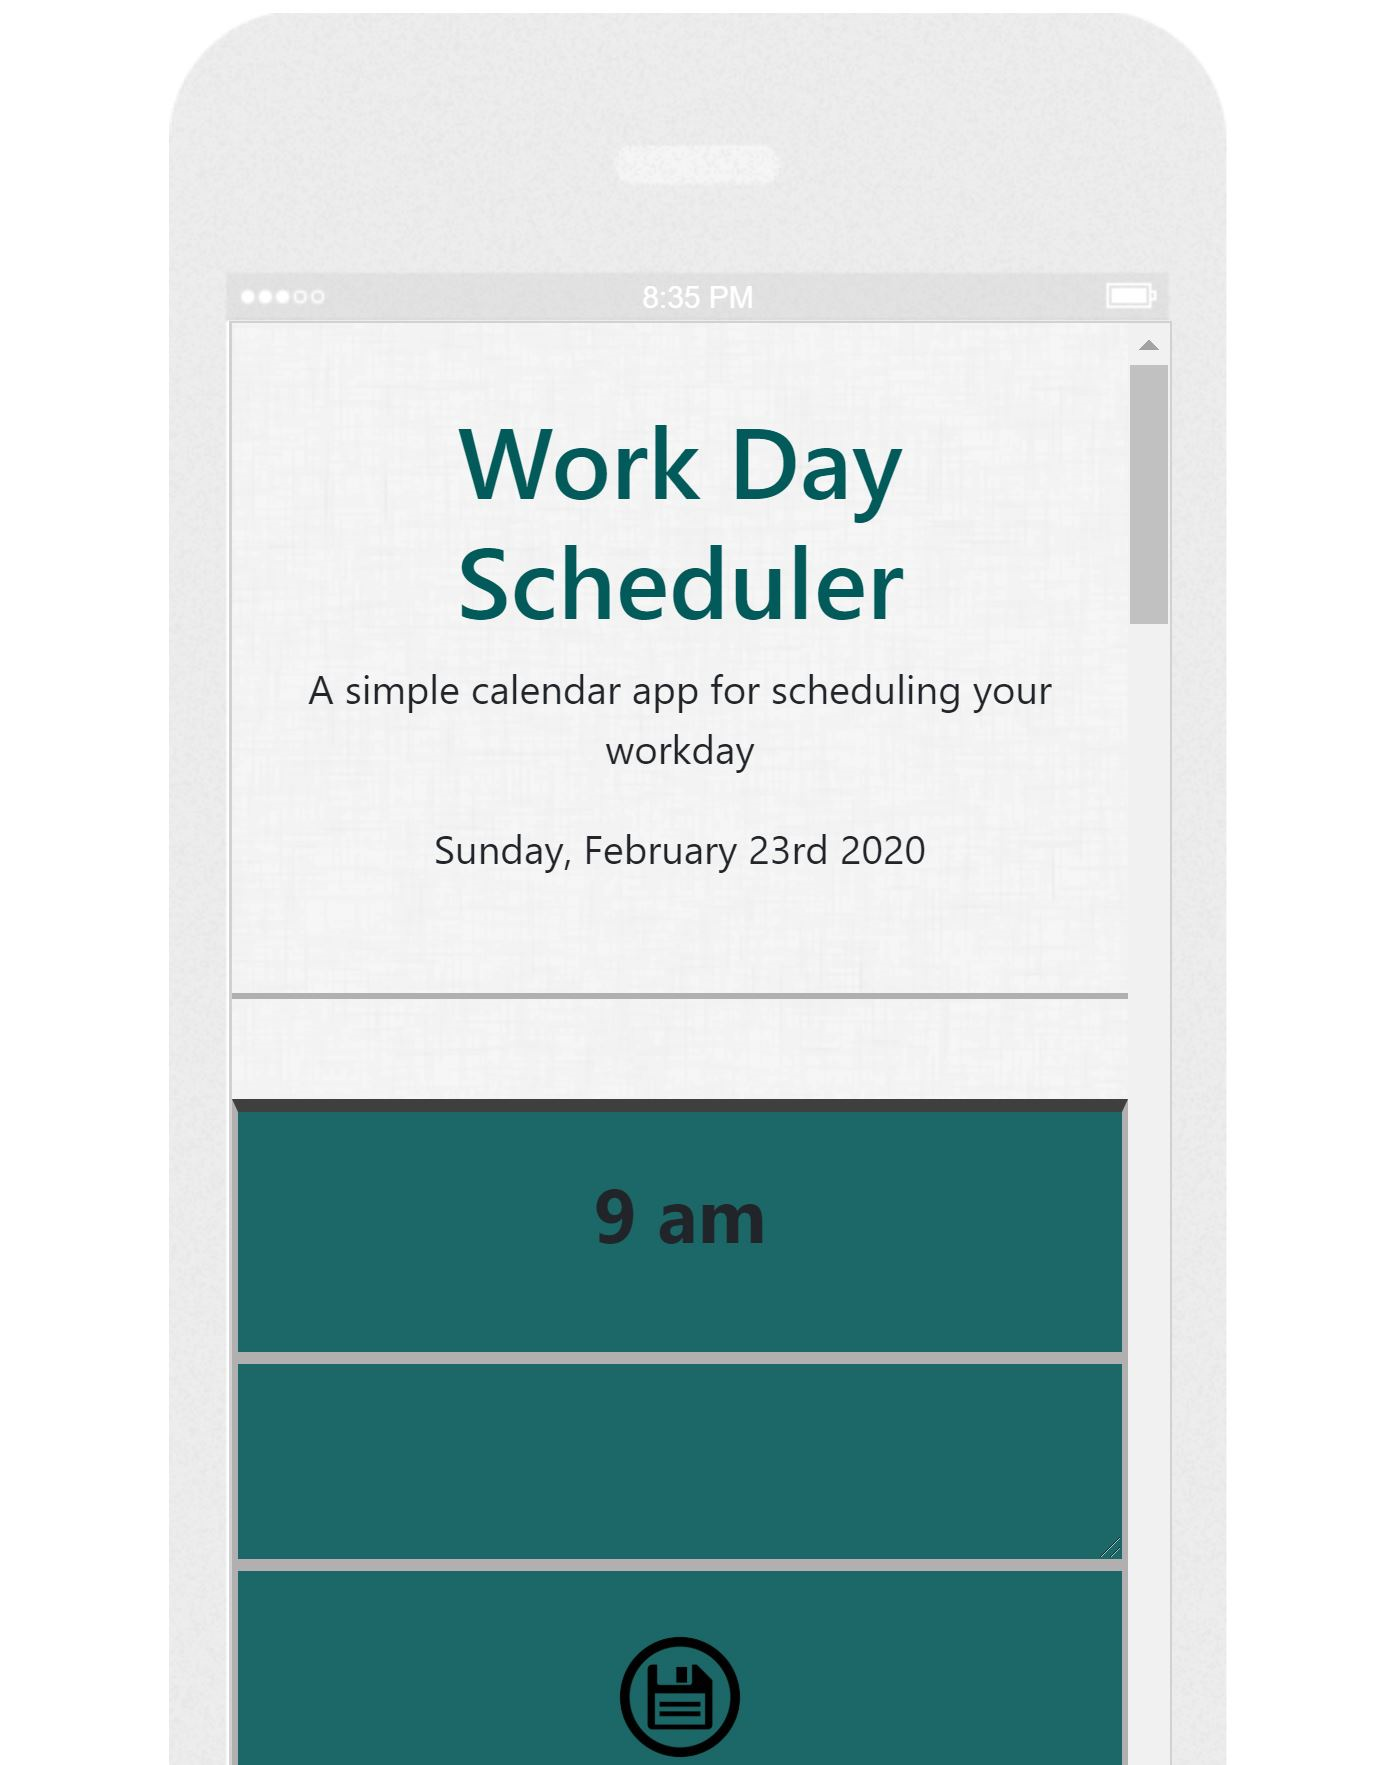 8:35 PM
Work Day
Scheduler
A simple calendar app for scheduling your
workday
Sunday, February 23rd 2020
9 am